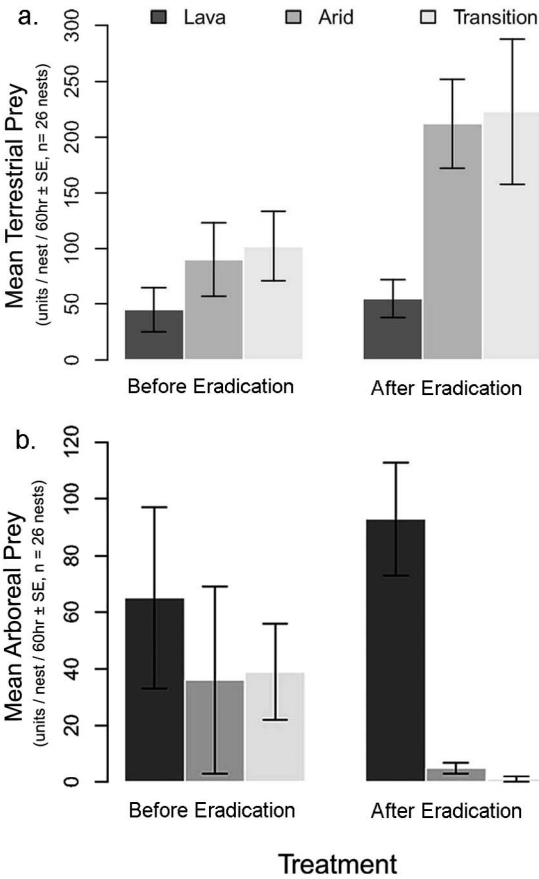 a.
Lava Arid Transition
Mean Terrestrial Prey
(units / nest / 60hr ± SE, n= 26 nests)
300
250
200
150
100
50
0
Before Eradication After Eradication
b.
Mean Arboreal Prey
(units / nest / 60hr ± SE, n = 26 nests)
120
100
80
60
40
20
0
Before Eradication After Eradication
Treatment